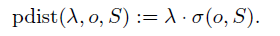 pdist(λ, o, S) := λ · σ(o, S).